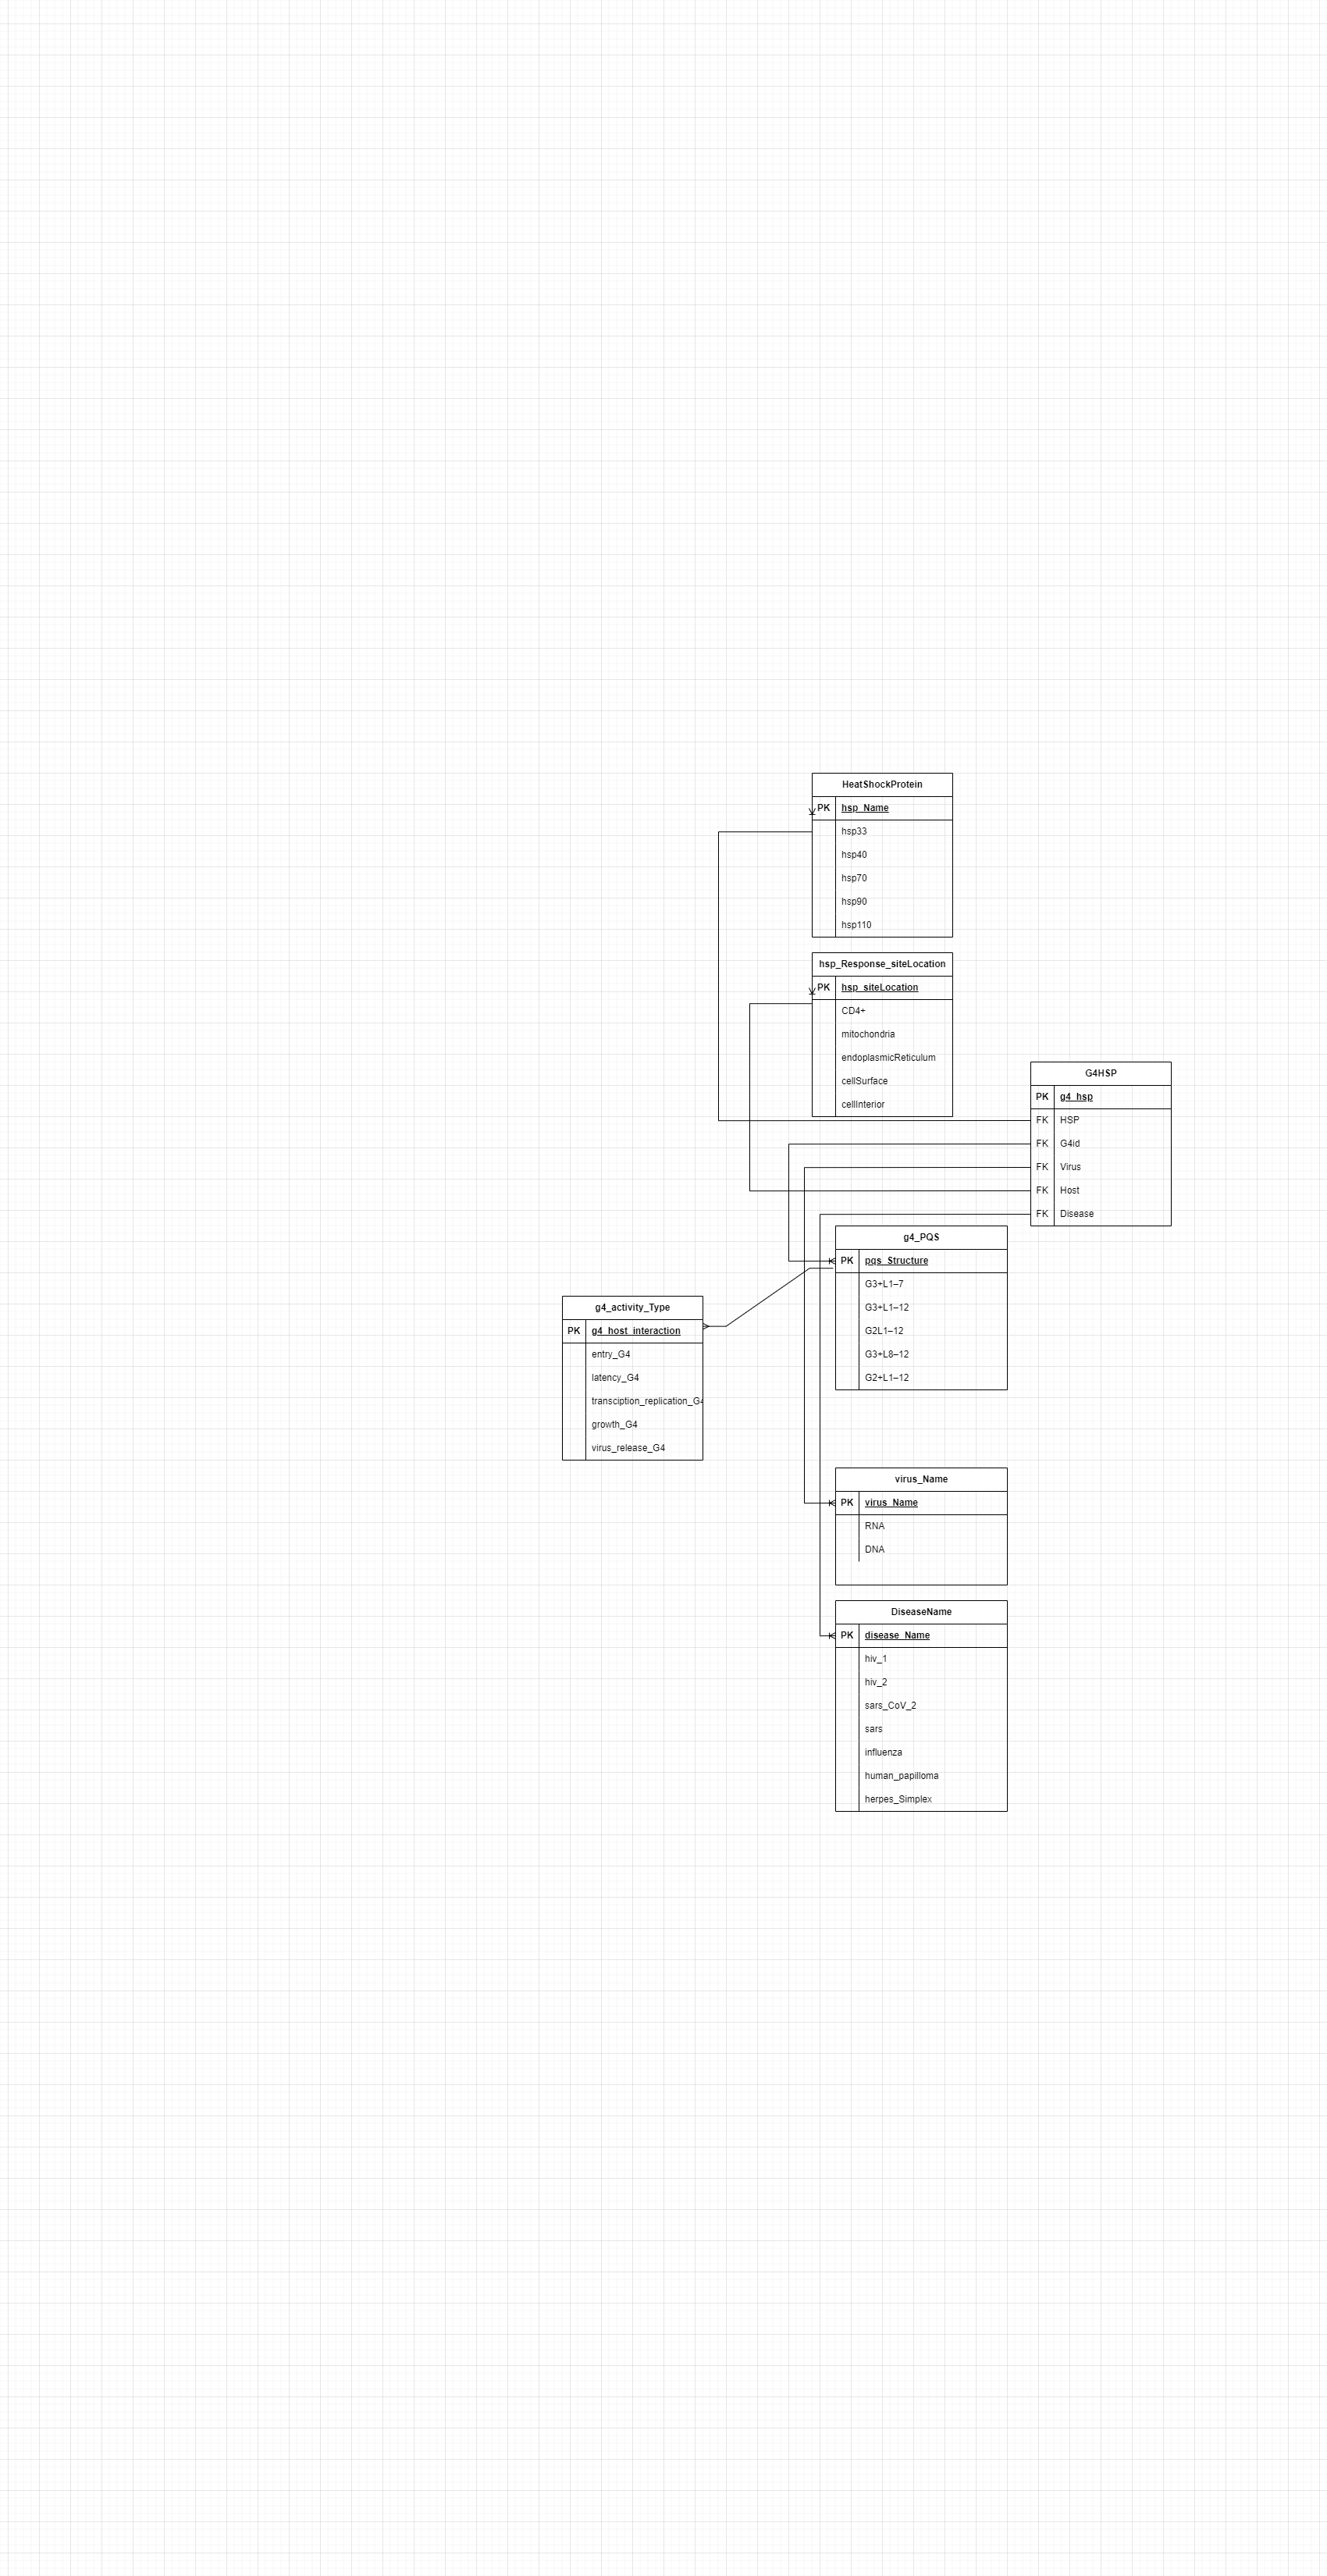 HeatShockProtein
PK hsp_Name
hsp33
hsp40
hsp70
hsp90
hsp110
hsp_Response_siteLocation
PK hsp_siteLocation
CD4+
mitochondria
endoplasmicReticulum
cellSurface
cellInterior
G4HSP
PK g4_hsp
FK HSP
FK G4id
FK Virus
FK Host
FK Disease
g4_PQS
PK pqs_Structure
G3+L1–7
G3+L1–12
G2L1–12
G3+L8–12
G2+L1–12
g4_activity_Type
PK g4_host_interaction
entry_G4
latency_G4
transciption_replication_G4
growth_G4
virus_release_G4
virus_Name
PK virus_Name
RNA
DNA
DiseaseName
PK disease_Name
hiv_1
hiv_2
sars_CoV_2
sars
influenza
human_papilloma
herpes_Simplex